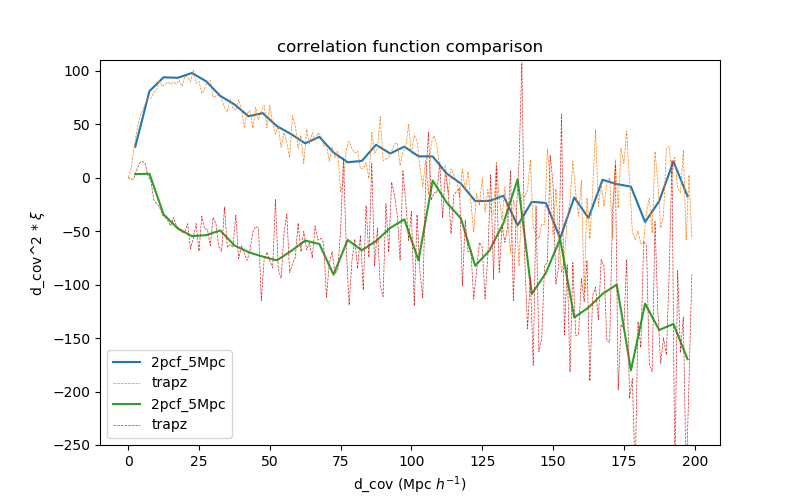 correlation function comparison
100
50
0
−50
−100
−150
−200
−250
d_cov^2 * ξ
2pcf_5Mpc
trapz
2pcf_5Mpc
trapz
0 25 50 75 100 125 150 175 200
d_cov (Mpc h⁻¹)